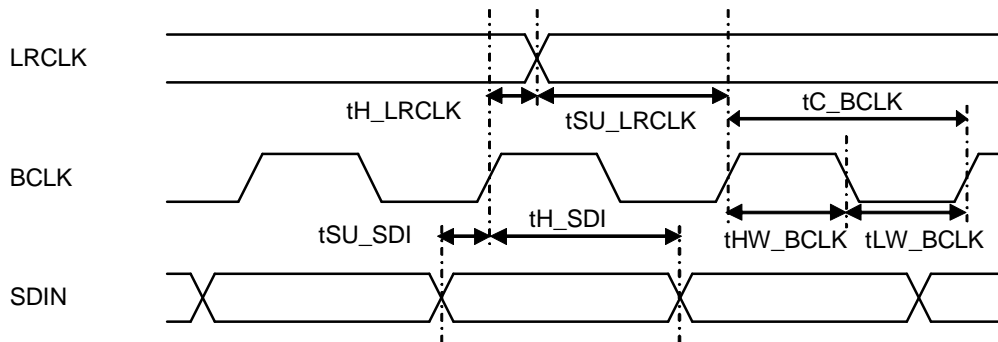 LRCLK
tH_LRCLK
tSU_LRCLK
tC_BCLK
BCLK
tSU_SDI
tH_SDI
tHW_BCLK
tLW_BCLK
SDIN